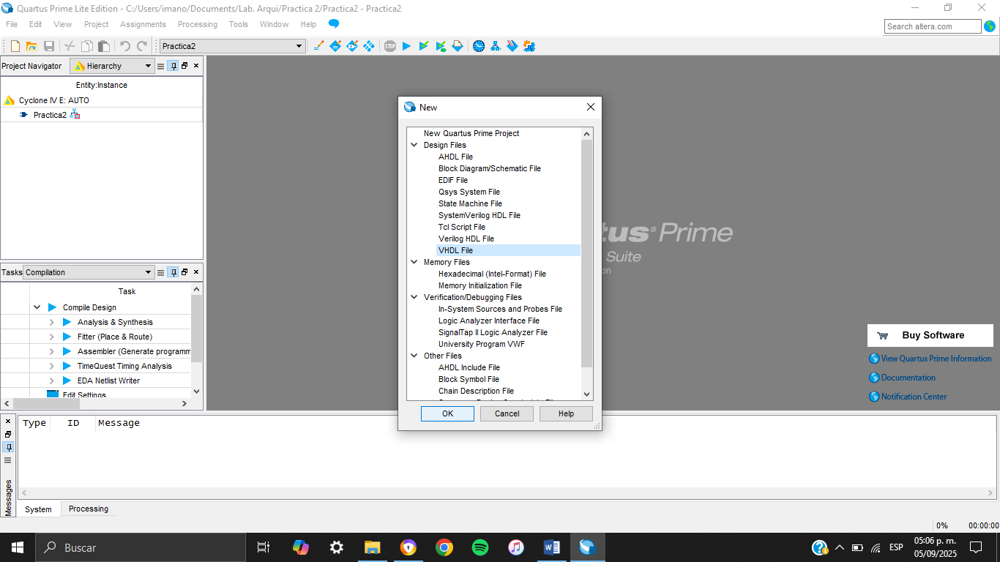 Quartus Prime Lite Edition - C:/Users/imano/Documents/Lab. Arqui/Practica 2/Practica2 - Practica2
File Edit View Project Assignments Processing Tools Window Help
Search altera.com
Practica2
STOP
Project Navigator Hierarchy
Entity:Instance
Cyclone IV E: AUTO
Practica2
Tasks Compilation
Task
Compile Design
Analysis & Synthesis
Fitter (Place & Route)
Assembler (Generate programm
TimeQuest Timing Analysis
EDA Netlist Writer
Edit Settings
New
New Quartus Prime Project
Design Files
AHDL File
Block Diagram/Schematic File
EDIF File
Qsys System File
State Machine File
SystemVerilog HDL File
Tcl Script File
Verilog HDL File
VHDL File
Memory Files
Hexadecimal (Intel-Format) File
Memory Initialization File
Verification/Debugging Files
In-System Sources and Probes File
Logic Analyzer Interface File
SignalTap II Logic Analyzer File
University Program VWF
Other Files
AHDL Include File
Block Symbol File
Chain Description File
OK Cancel Help
tus® Prime
Suite
on
Buy Software
View Quartus Prime Information
Documentation
Notification Center
Type ID Message
Messages
System Processing
0% 00:00:00
Buscar
ESP
05:06 p. m.
05/09/2025